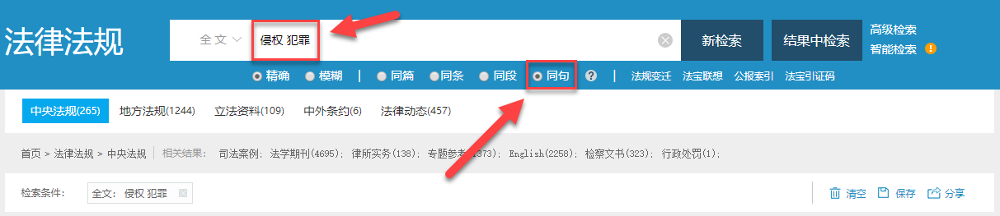 法律法规
全文 侵权 犯罪 新检索 结果中检索 高级检索
智能检索
精确 模糊 | 同篇 同条 同段 同句 | 法规变迁 法宝联想 公报索引 法宝引证码
中央法规(265) 地方法规(1244) 立法资料(109) 中外条约(6) 法律动态(457)
首页 > 法律法规 > 中央法规 | 相关结果: 司法案例; 法学期刊(4695); 律所实务(138); 专题参考 373); English(2258); 检察文书(323); 行政处罚(1);
检索条件: 全文: 侵权 犯罪 清空 保存 分享